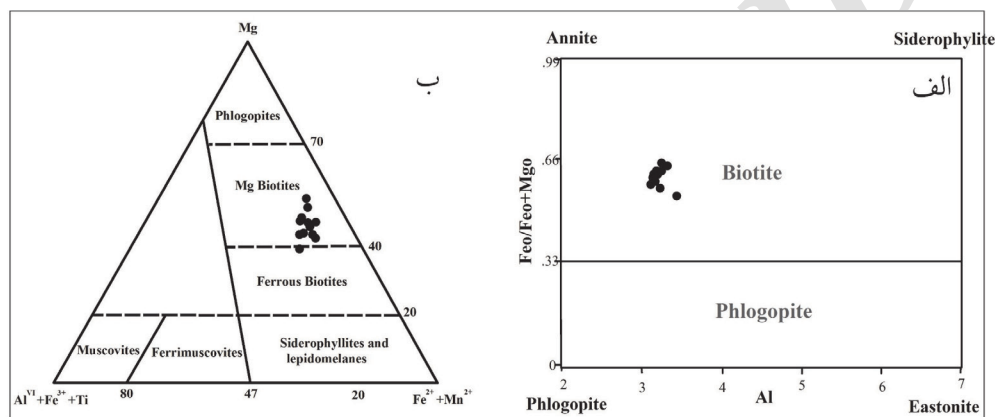 Mg
ب
Phlogopites
70
Mg Biotites
40
Ferrous Biotites
20
Muscovites
Ferrimuscovites
Siderophyllites and
lepidomelanes
Al^VI+Fe^3++Ti
80
47
20
Fe^2++Mn^2+
Annite
Siderophylite
.99
الف
.66
Biotite
Feo/Feo+Mgo
.33
Phlogopite
0
2
3
4
5
6
7
Phlogopite
Al
Eastonite